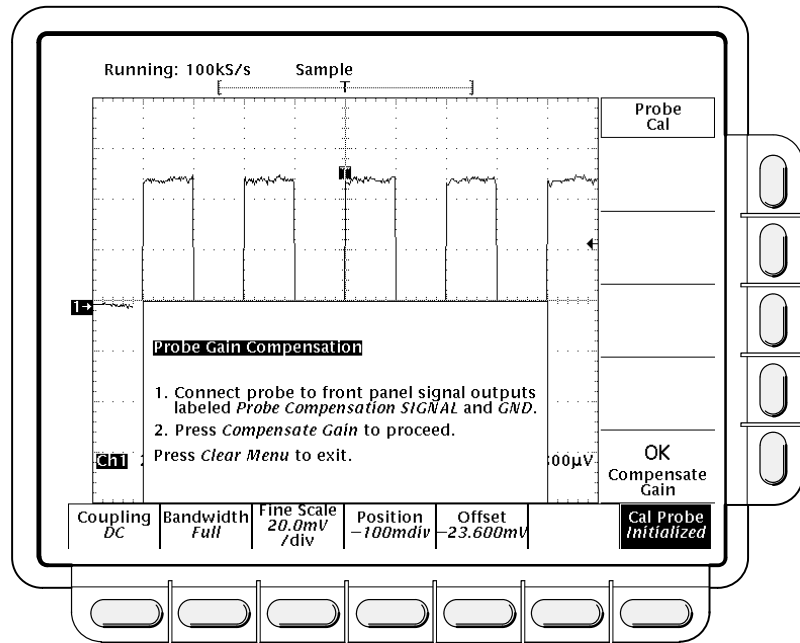 Running: 100kS/s Sample
Probe
Cal
T
1→
Probe Gain Compensation
1. Connect probe to front panel signal outputs
labeled Probe Compensation SIGNAL and GND.
2. Press Compensate Gain to proceed.
Press Clear Menu to exit.
Ch1
00µV
OK
Compensate
Gain
Coupling
DC
Bandwidth
Full
Fine Scale
20.0mV
/div
Position
−100mdiv
Offset
−23.600mV
Cal Probe
Initialized